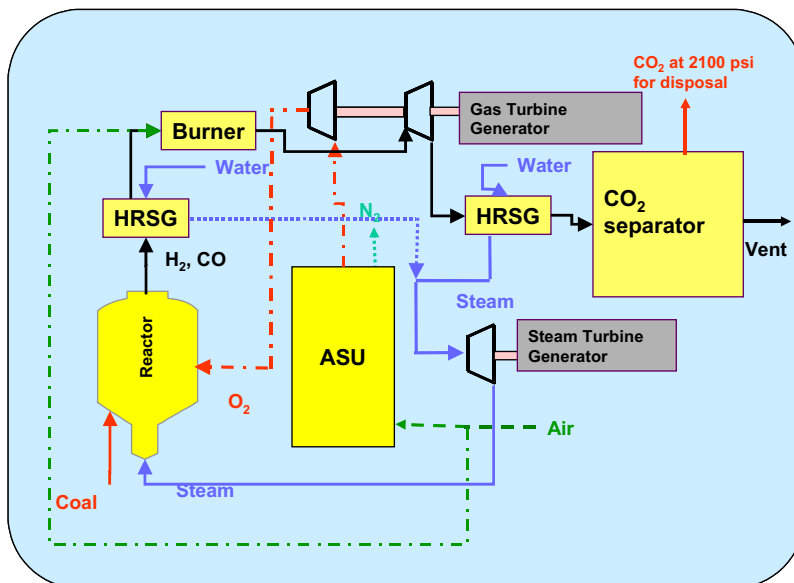 CO₂ at 2100 psi
for disposal
Gas Turbine
Generator
Burner
Water
Water
HRSG
N₂
HRSG
CO₂
separator
Vent
H₂, CO
Steam
Reactor
ASU
Steam Turbine
Generator
O₂
Air
Coal
Steam